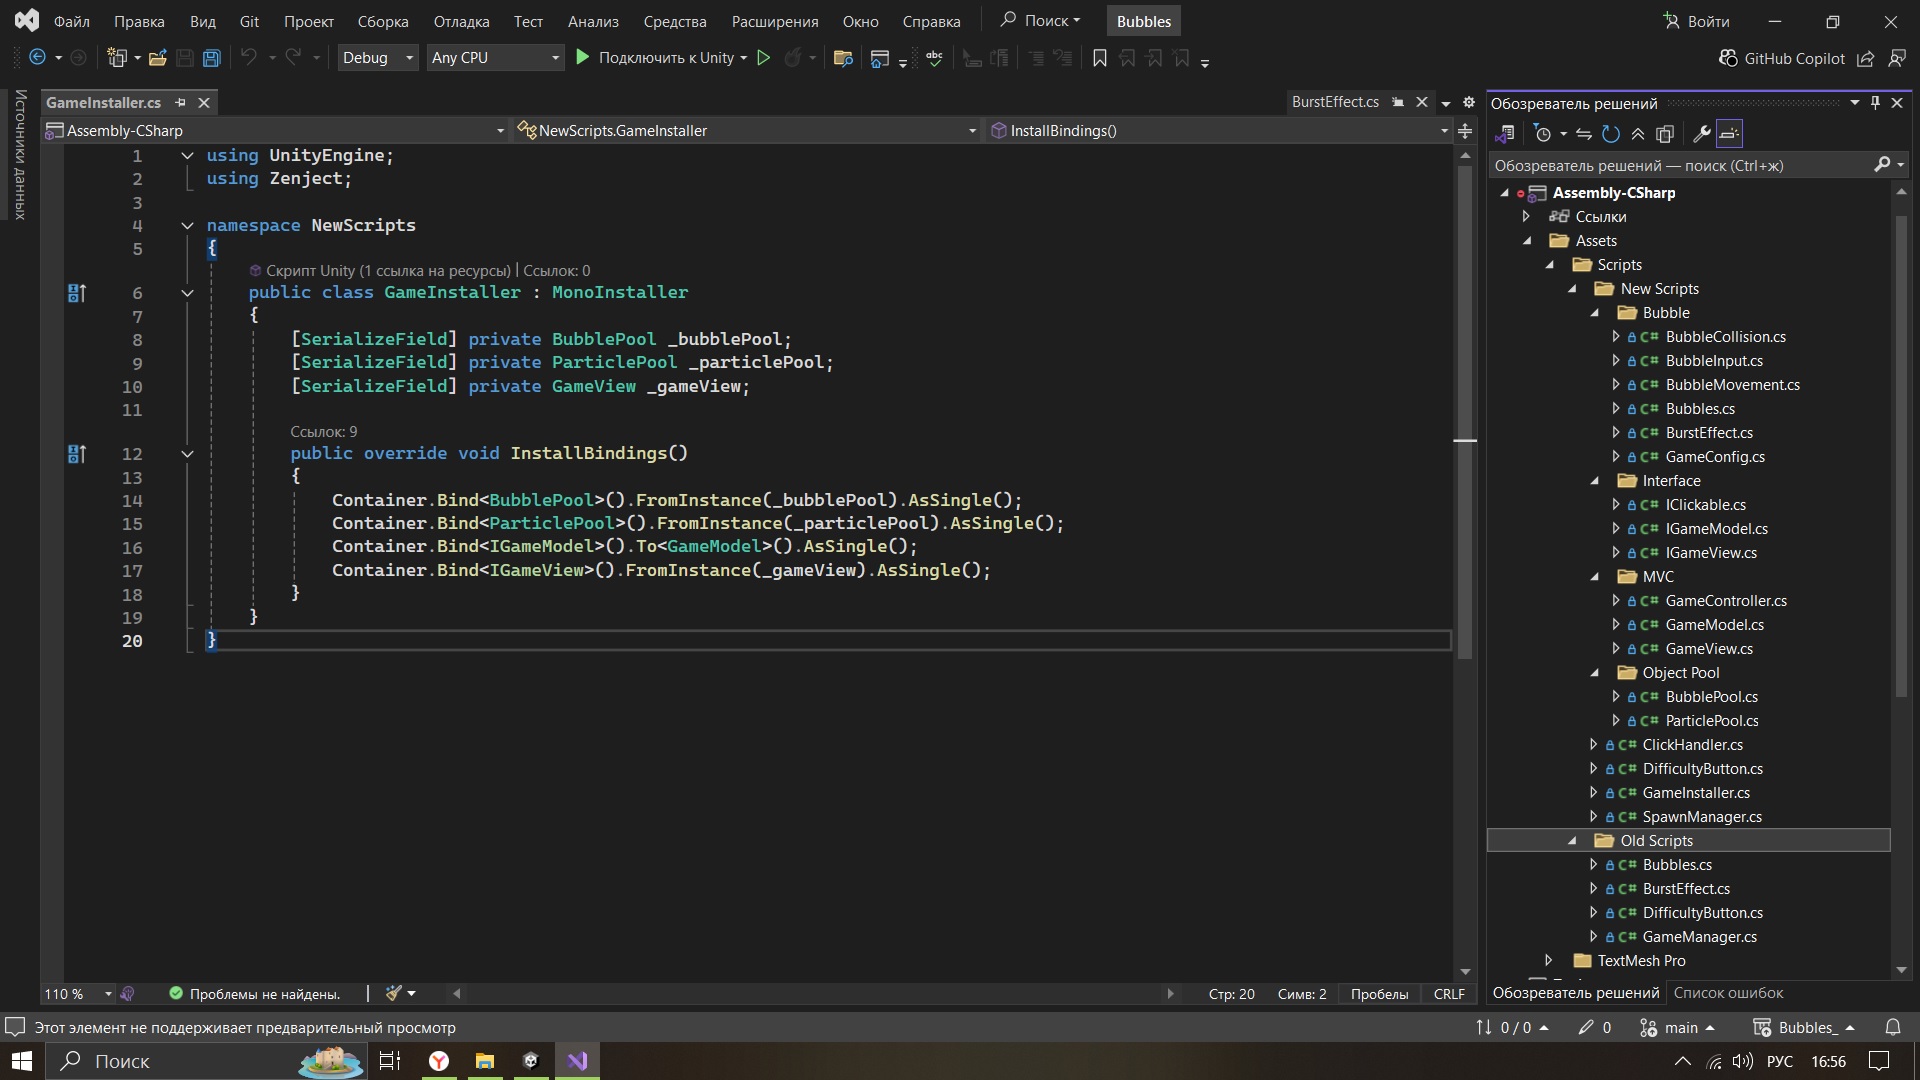 Файл Правка Вид Git Проект Сборка Отладка Тест Анализ Средства Расширения Окно Справка Поиск Bubbles Войти
Debug Any CPU Подключить к Unity abc GitHub Copilot
Источники данных
GameInstaller.cs BurstEffect.cs
Assembly-CSharp NewScripts.GameInstaller InstallBindings()
1 using UnityEngine;
2 using Zenject;
3
4 namespace NewScripts
5 {
Скрипт Unity (1 ссылка на ресурсы) | Ссылок: 0
6 public class GameInstaller : MonoInstaller
7 {
8 [SerializeField] private BubblePool _bubblePool;
9 [SerializeField] private ParticlePool _particlePool;
10 [SerializeField] private GameView _gameView;
11
Ссылок: 9
12 public override void InstallBindings()
13 {
14 Container.Bind<BubblePool>().FromInstance(_bubblePool).AsSingle();
15 Container.Bind<ParticlePool>().FromInstance(_particlePool).AsSingle();
16 Container.Bind<IGameModel>().To<GameModel>().AsSingle();
17 Container.Bind<IGameView>().FromInstance(_gameView).AsSingle();
18 }
19 }
20 }
110 % Проблемы не найдены. Стр: 20 Симв: 2 Пробелы CRLF
Обозреватель решений
Обозреватель решений — поиск (Ctrl+ж)
Assembly-CSharp
Ссылки
Assets
Scripts
New Scripts
Bubble
C# BubbleCollision.cs
C# BubbleInput.cs
C# BubbleMovement.cs
C# Bubbles.cs
C# BurstEffect.cs
C# GameConfig.cs
Interface
C# IClickable.cs
C# IGameModel.cs
C# IGameView.cs
MVC
C# GameController.cs
C# GameModel.cs
C# GameView.cs
Object Pool
C# BubblePool.cs
C# ParticlePool.cs
C# ClickHandler.cs
C# DifficultyButton.cs
C# GameInstaller.cs
C# SpawnManager.cs
Old Scripts
C# Bubbles.cs
C# BurstEffect.cs
C# DifficultyButton.cs
C# GameManager.cs
TextMesh Pro
Обозреватель решений Список ошибок
Этот элемент не поддерживает предварительный просмотр 0 / 0 0 main Bubbles_
Поиск РУС 16:56